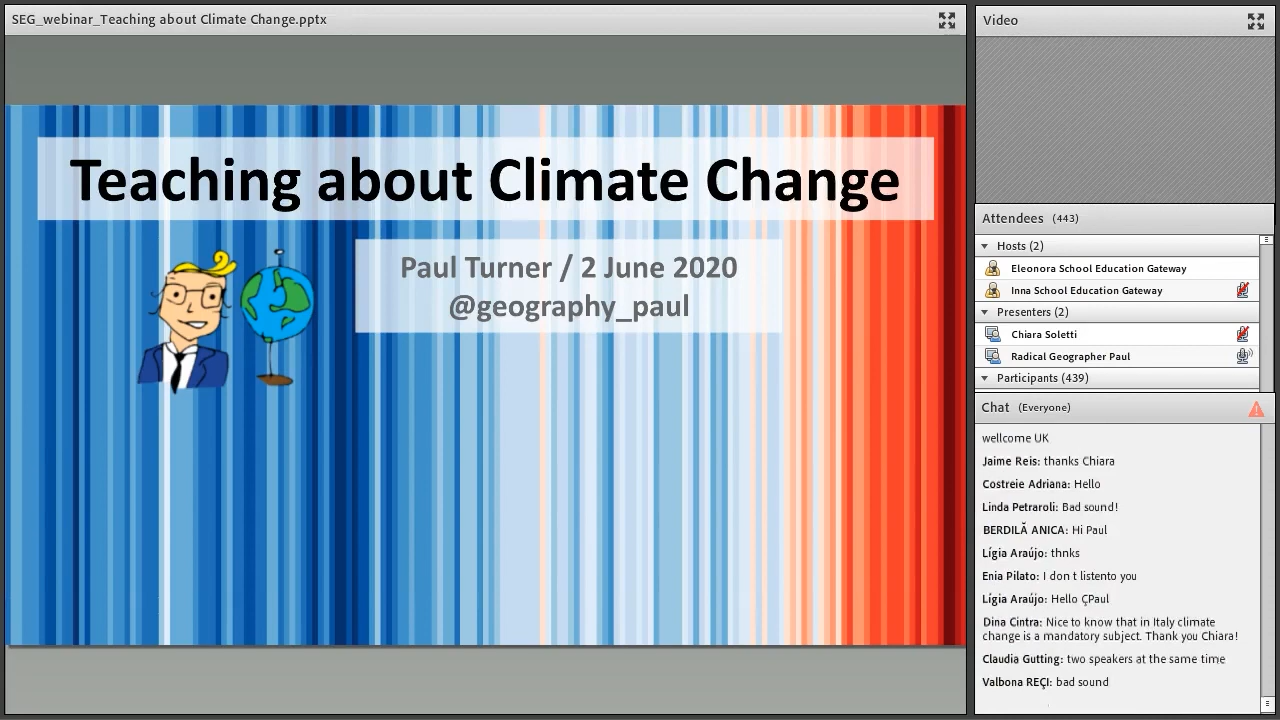 SEG_webinar_Teaching about Climate Change.pptx
Teaching about Climate Change
Paul Turner / 2 June 2020
@geography_paul
Video
Attendees (443)
Hosts (2)
Eleonora School Education Gateway
Inna School Education Gateway
Presenters (2)
Chiara Soletti
Radical Geographer Paul
Participants (439)
Chat (Everyone)
wellcome UK
Jaime Reis: thanks Chiara
Costreie Adriana: Hello
Linda Petraroli: Bad sound!
BERDILĂ ANICA: Hi Paul
Lígia Araújo: thnks
Enia Pilato: I don t listento you
Lígia Araújo: Hello ÇPaul
Dina Cintra: Nice to know that in Italy climate
change is a mandatory subject. Thank you Chiara!
Claudia Gutting: two speakers at the same time
Valbona REÇI: bad sound